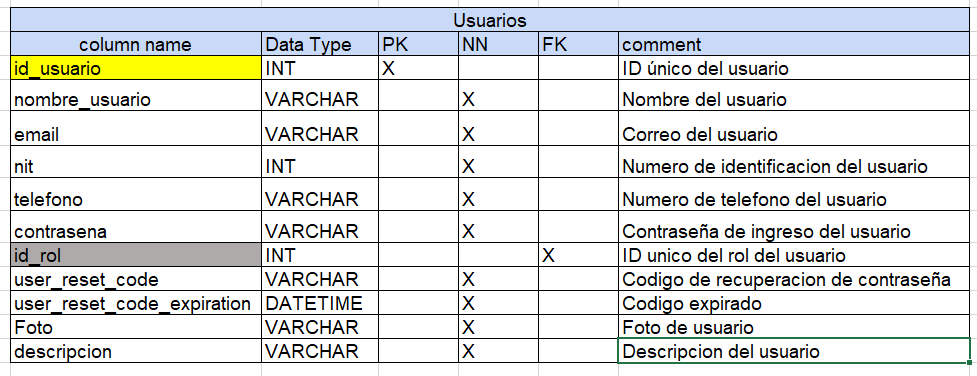 Usuarios
column name Data Type PK NN FK comment
id_usuario INT X ID único del usuario
nombre_usuario VARCHAR X Nombre del usuario
email VARCHAR X Correo del usuario
nit INT X Numero de identificacion del usuario
telefono VARCHAR X Numero de telefono del usuario
contrasena VARCHAR X Contraseña de ingreso del usuario
id_rol INT X ID unico del rol del usuario
user_reset_code VARCHAR X Codigo de recuperacion de contraseña
user_reset_code_expiration DATETIME X Codigo expirado
Foto VARCHAR X Foto de usuario
descripcion VARCHAR X Descripcion del usuario